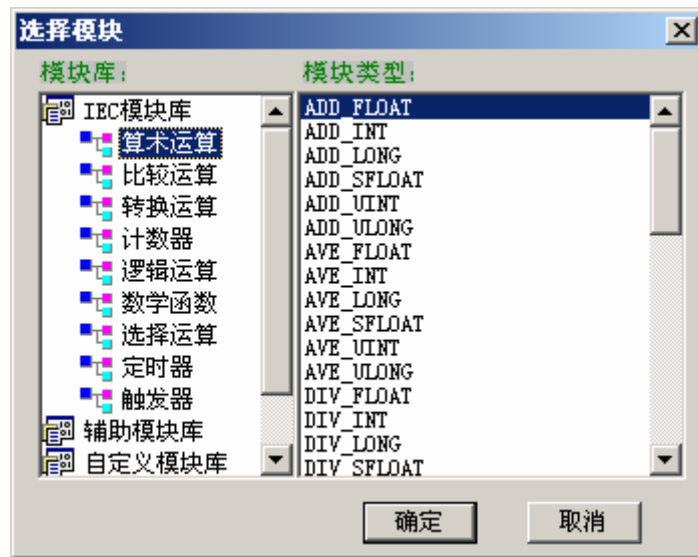 选择模块
模块库:
模块类型:
IEC模块库
算术运算
比较运算
转换运算
计数器
逻辑运算
数学函数
选择运算
定时器
触发器
辅助模块库
自定义模块库
ADD_FLOAT
ADD_INT
ADD_LONG
ADD_SFLOAT
ADD_UINT
ADD_ULONG
AVE_FLOAT
AVE_INT
AVE_LONG
AVE_SFLOAT
AVE_UINT
AVE_ULONG
DIV_FLOAT
DIV_INT
DIV_LONG
DIV_SFLOAT
确定
取消